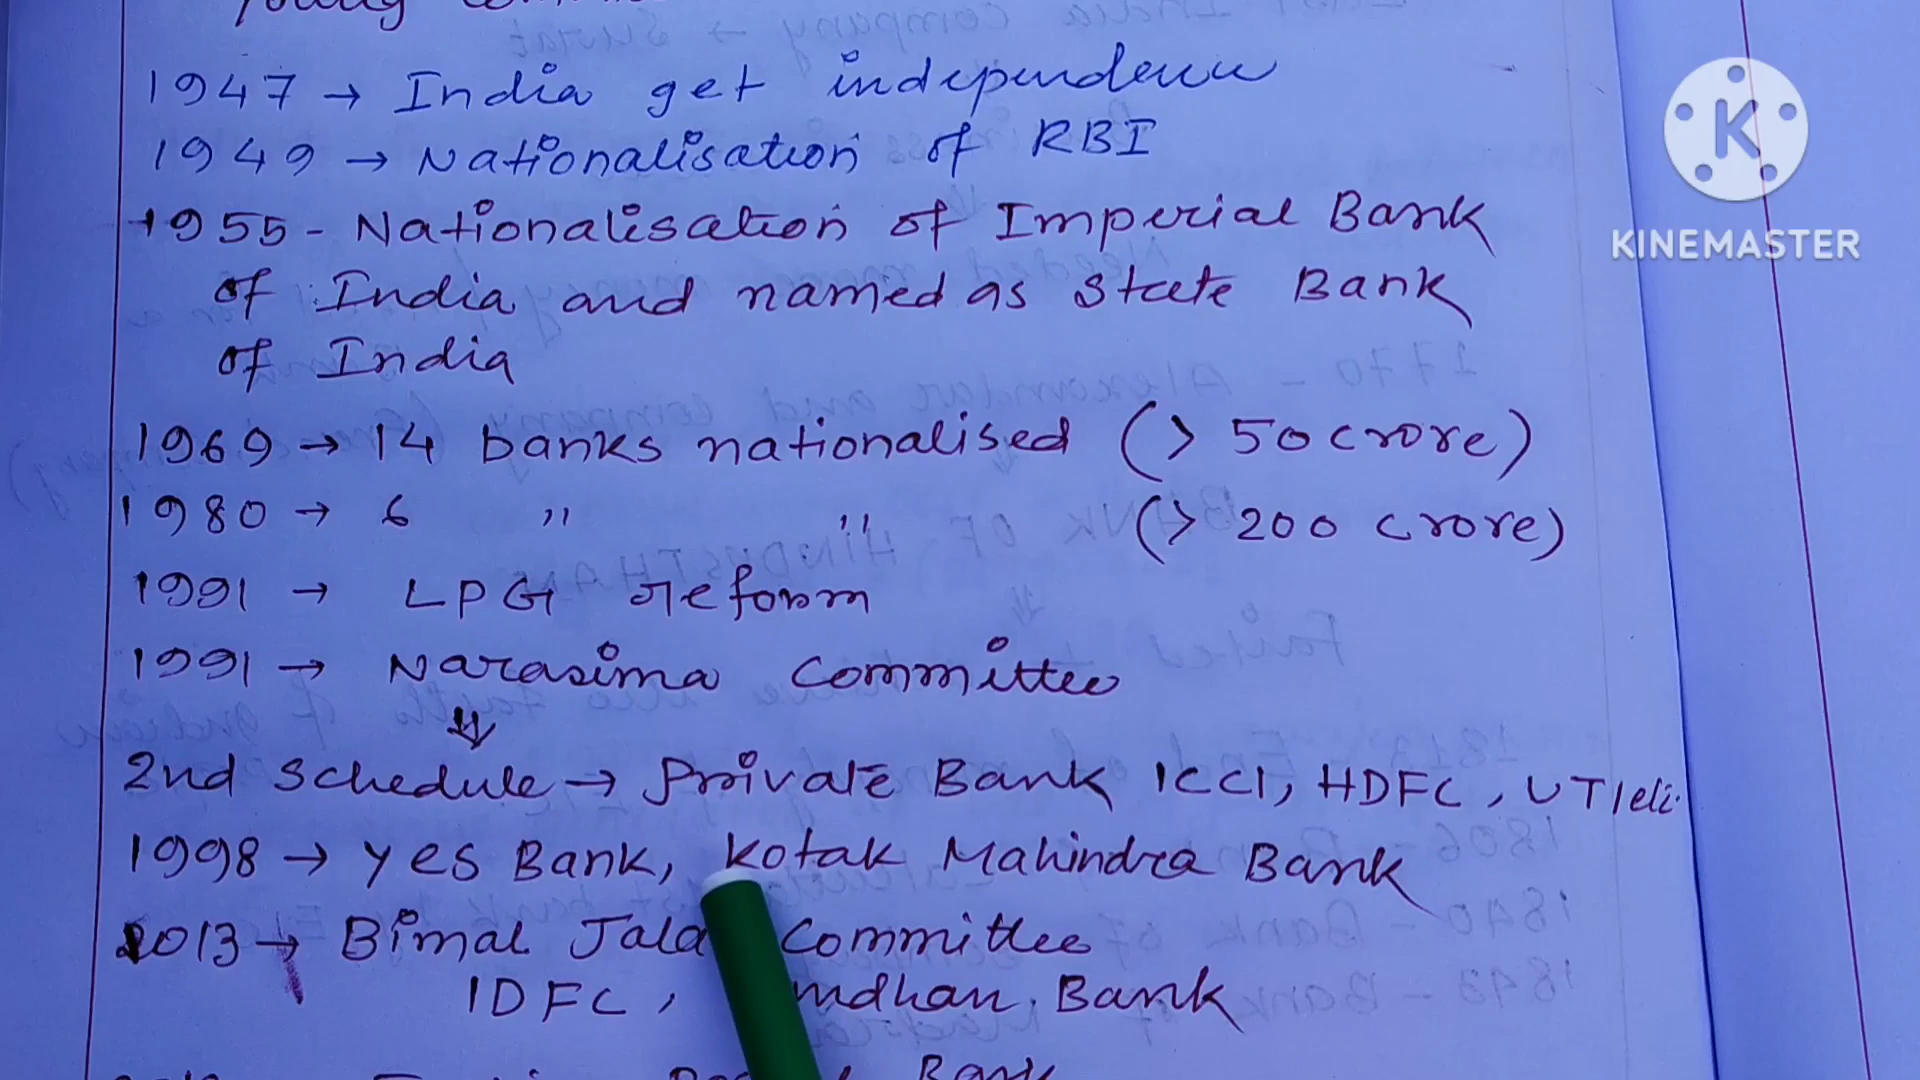 1947 → India get independence
1949 → Nationalisation of RBI
1955 - Nationalisation of Imperial Bank
of India and named as State Bank
of India
1969 → 14 banks nationalised (> 50 crore)
1980 → 6 " " (> 200 crore)
1991 → LPG reform
1991 → Narasima Committee
2nd Schedule → Private Bank ICCI, HDFC, UTI etc.
1998 → Yes Bank, Kotak Mahindra Bank
2013 → Bimal Jala Committee
IDFC, ndhan Bank
Bank
K
KINEMASTER